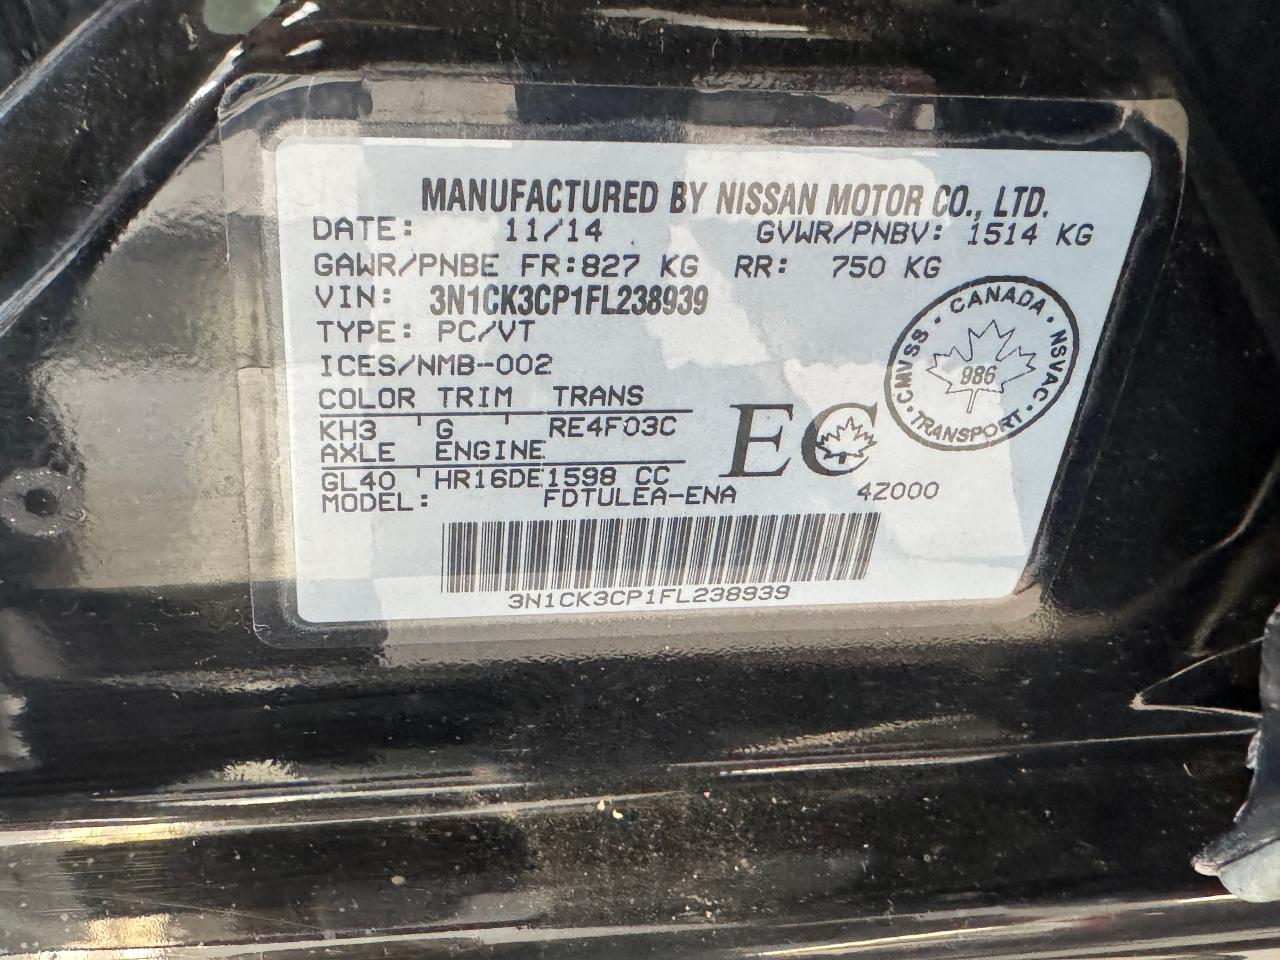 MANUFACTURED BY NISSAN MOTOR CO., LTD.
DATE: 11/14 GVWR/PNBV: 1514 KG
GAWR/PNBE FR:827 KG RR: 750 KG
VIN: 3N1CK3CP1FL238939
TYPE: PC/VT
ICES/NMB-002
COLOR TRIM TRANS
KH3 G RE4F03C
AXLE ENGINE
GL40 HR16DE 1598 CC
MODEL: FDTULEA-ENA 4Z000
EC
CANADA · NSVAC · TRANSPORT · CMVSS ·
986
3N1CK3CP1FL238939